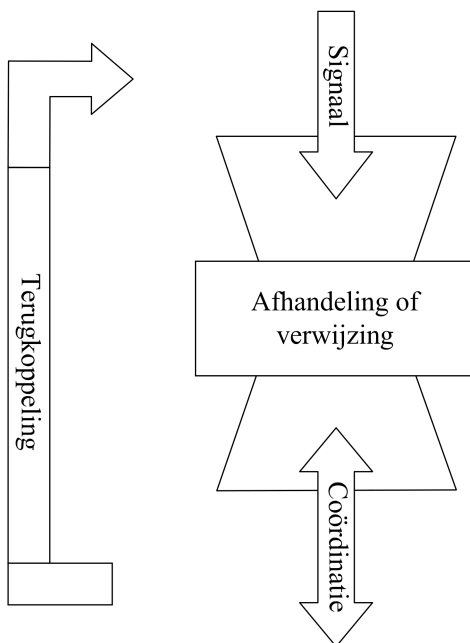 Signaal
Afhandeling of
verwijzing
Terugkoppeling
Coördinatie